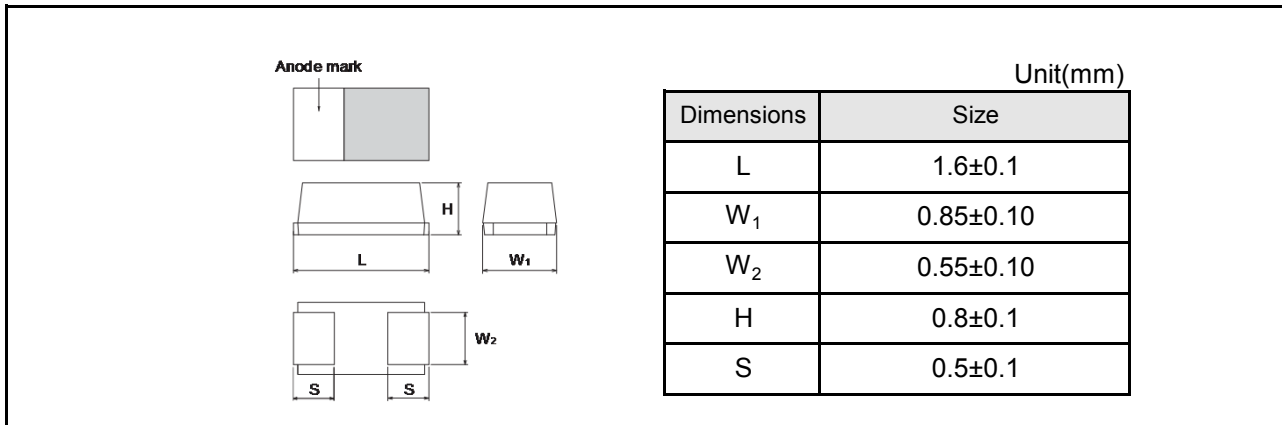 Anode mark
H
L
W₁
W₂
S S
Unit(mm)
Dimensions Size
L 1.6±0.1
W₁ 0.85±0.10
W₂ 0.55±0.10
H 0.8±0.1
S 0.5±0.1